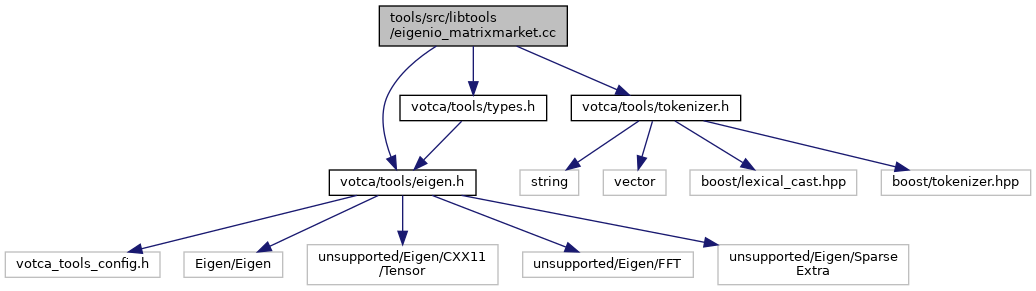 tools/src/libtools
/eigenio_matrixmarket.cc
votca/tools/types.h
votca/tools/tokenizer.h
votca/tools/eigen.h
string
vector
boost/lexical_cast.hpp
boost/tokenizer.hpp
votca_tools_config.h
Eigen/Eigen
unsupported/Eigen/CXX11
/Tensor
unsupported/Eigen/FFT
unsupported/Eigen/Sparse
Extra